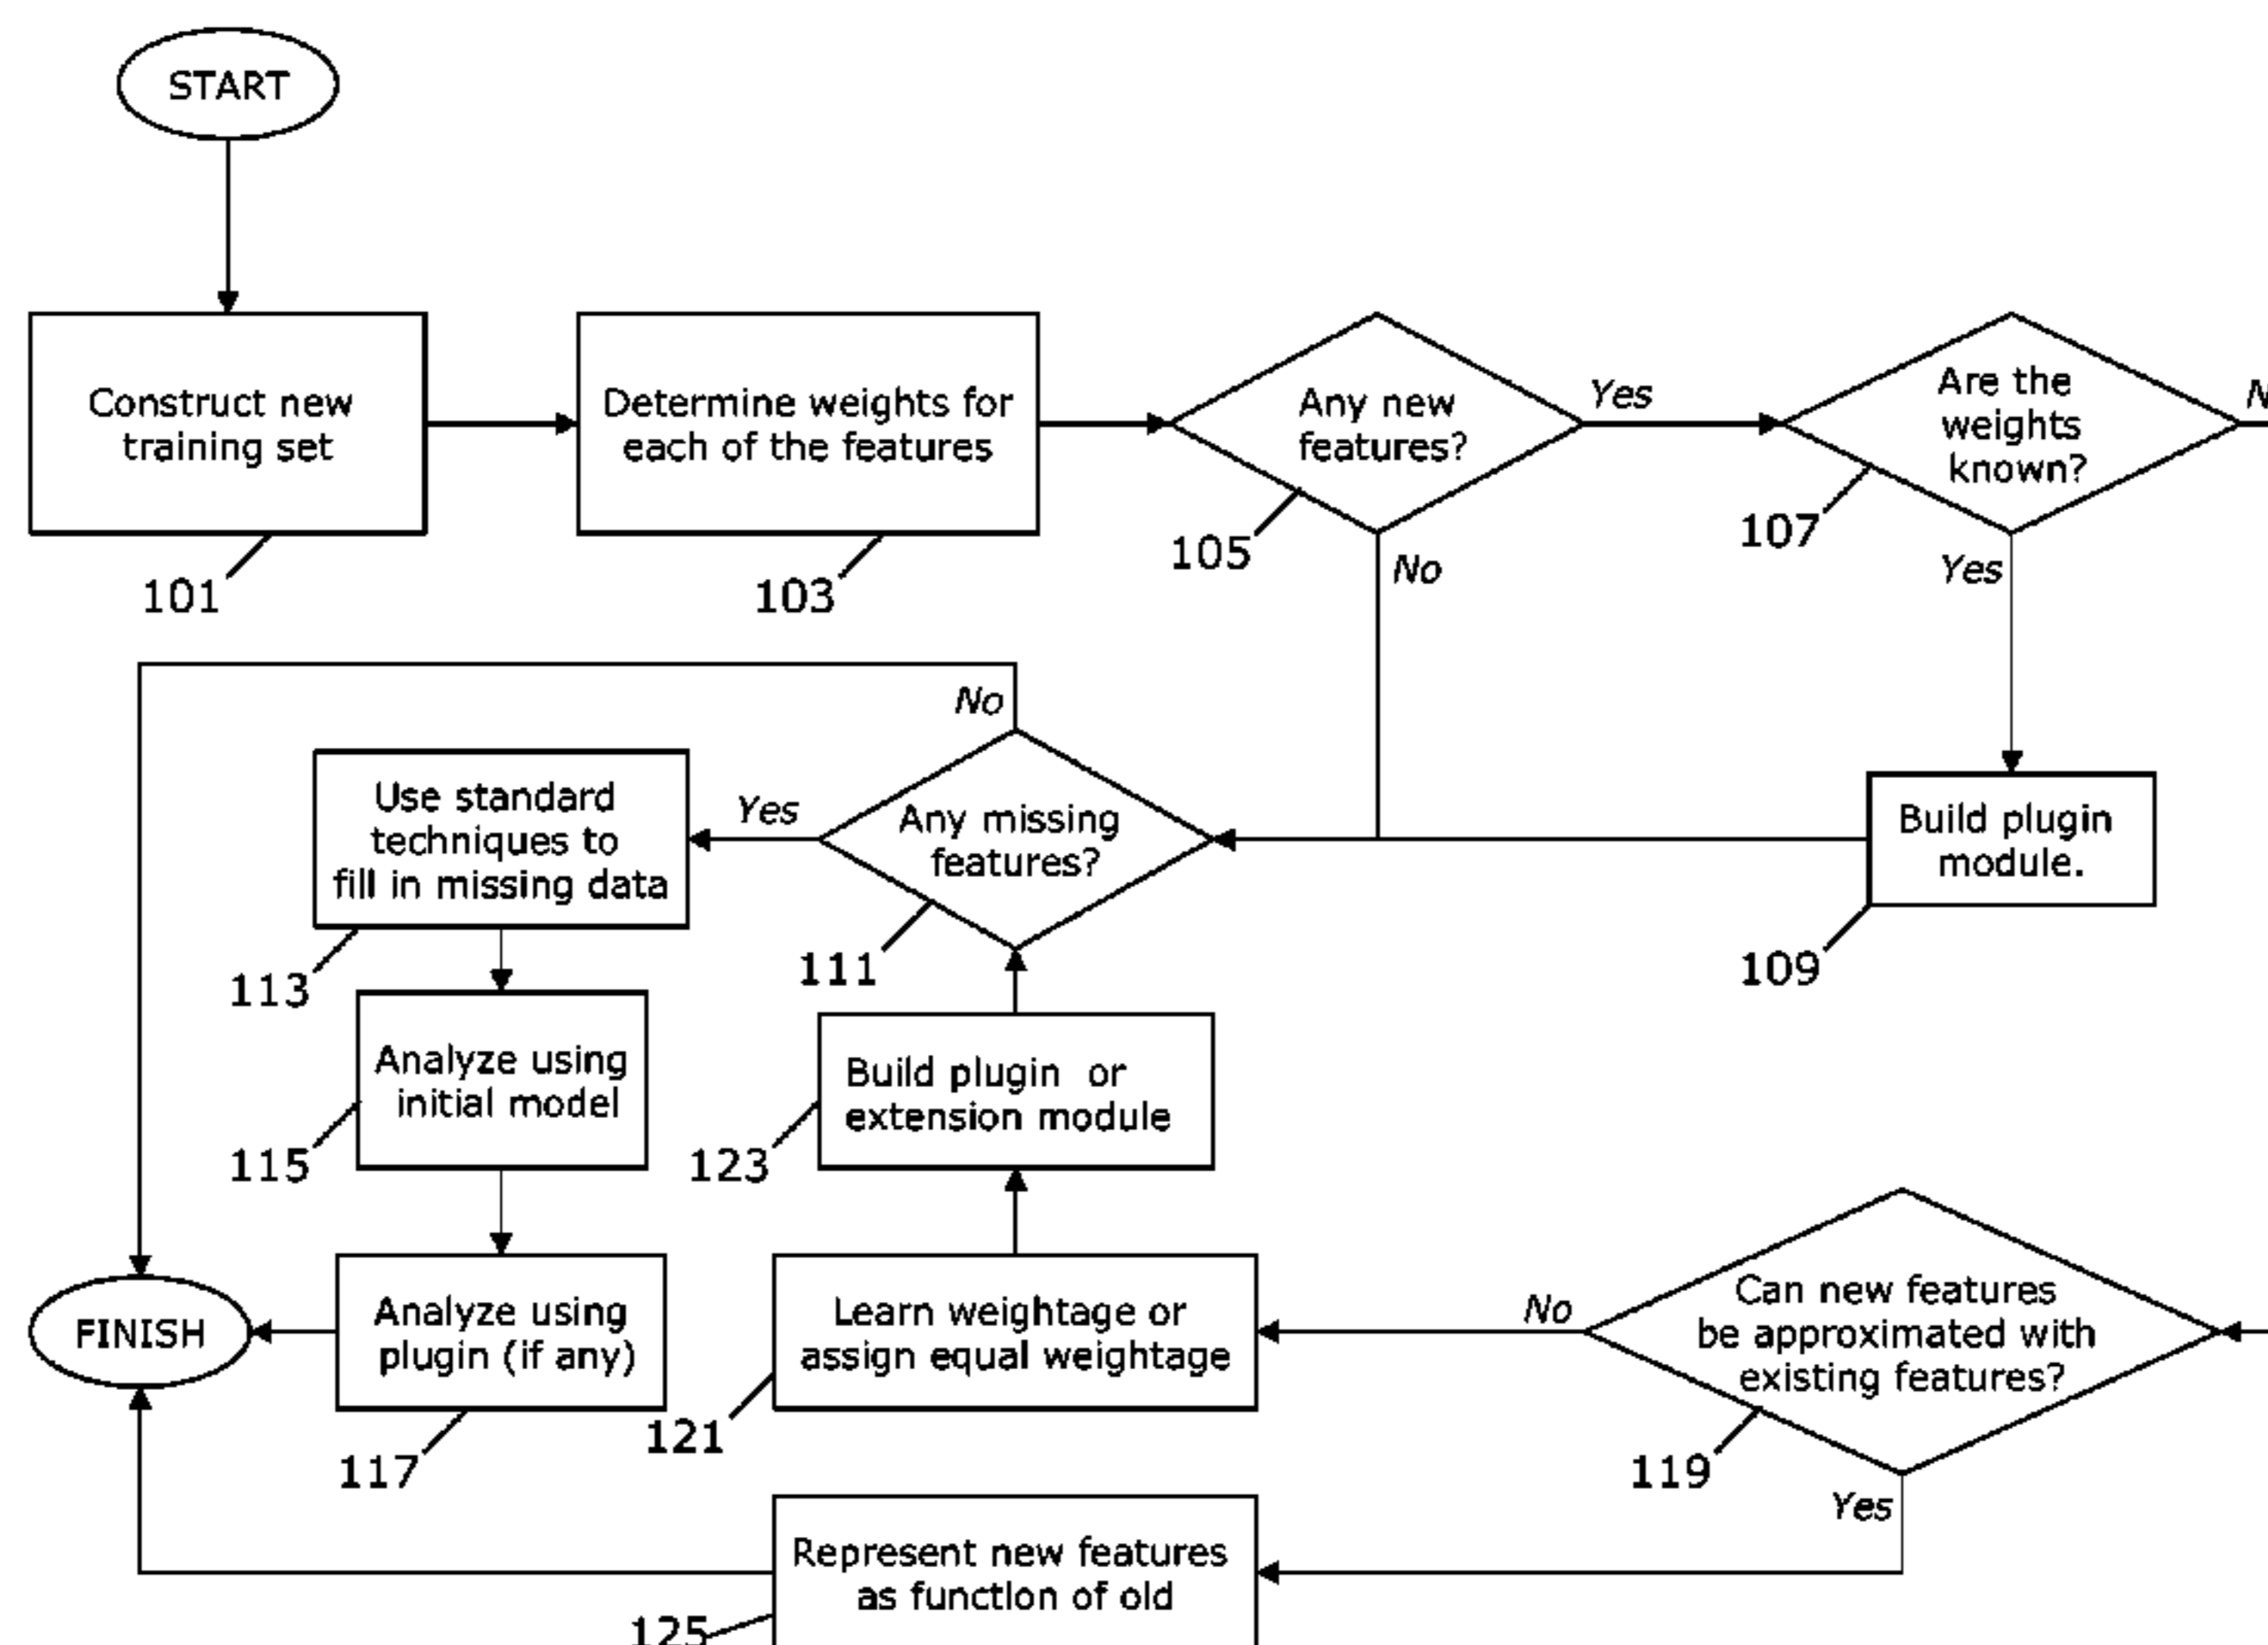 START
Construct new
training set
101
Determine weights for
each of the features
103
Any new
features?
105
Yes
No
Are the
weights
known?
107
Yes
Build plugin
module.
109
No
Any missing
features?
111
Yes
Use standard
techniques to
fill in missing data
113
Analyze using
initial model
115
Analyze using
plugin (if any)
117
FINISH
Build plugin or
extension module
123
Learn weightage or
assign equal weightage
121
No
Can new features
be approximated with
existing features?
119
Yes
Represent new features
as function of old
125